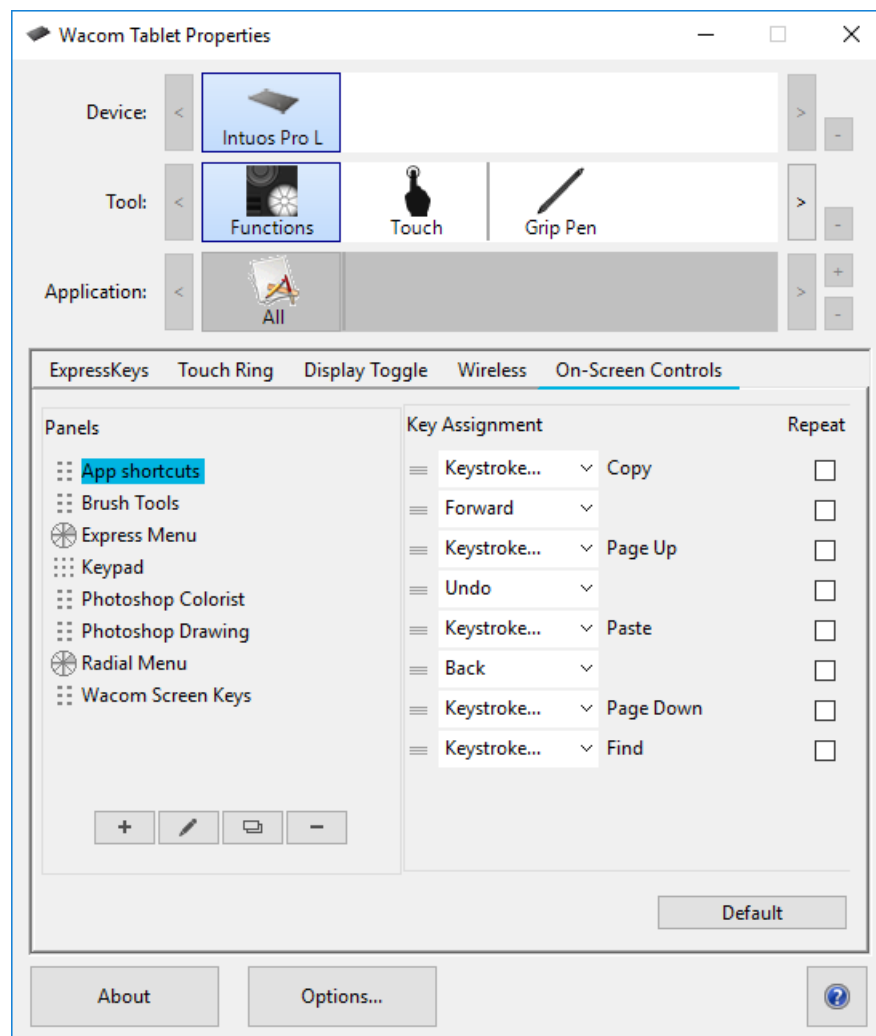 Wacom Tablet Properties
Device:
<
Intuos Pro L
>
-
Tool:
<
Functions
Touch
Grip Pen
>
-
Application:
<
All
>
+
-
ExpressKeys Touch Ring Display Toggle Wireless On-Screen Controls
Panels
App shortcuts
Brush Tools
Express Menu
Keypad
Photoshop Colorist
Photoshop Drawing
Radial Menu
Wacom Screen Keys
+ -
Key Assignment Repeat
Keystroke... Copy
Forward
Keystroke... Page Up
Undo
Keystroke... Paste
Back
Keystroke... Page Down
Keystroke... Find
Default
About Options... ?